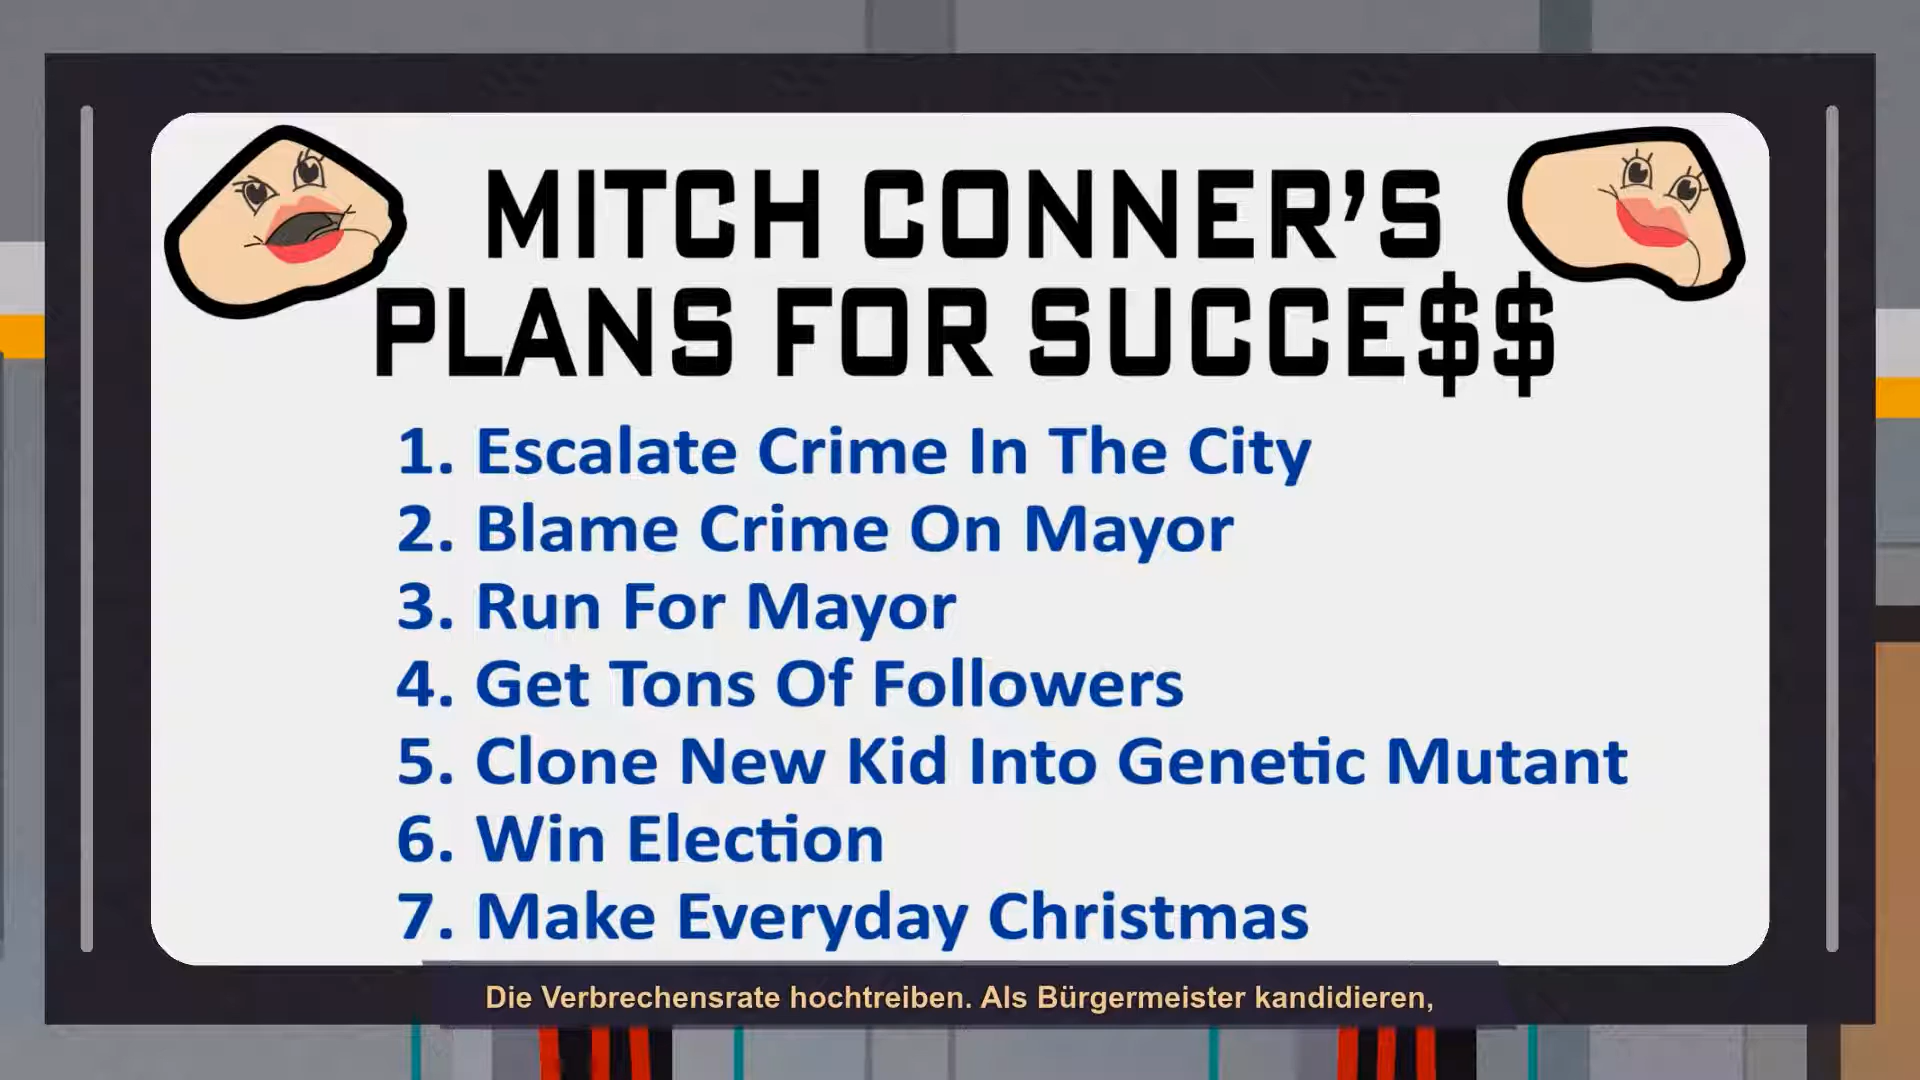 MITCH CONNER’S
PLANS FOR SUCCE$$
1. Escalate Crime In The City
2. Blame Crime On Mayor
3. Run For Mayor
4. Get Tons Of Followers
5. Clone New Kid Into Genetic Mutant
6. Win Election
7. Make Everyday Christmas
Die Verbrechensrate hochtreiben. Als Bürgermeister kandidieren,